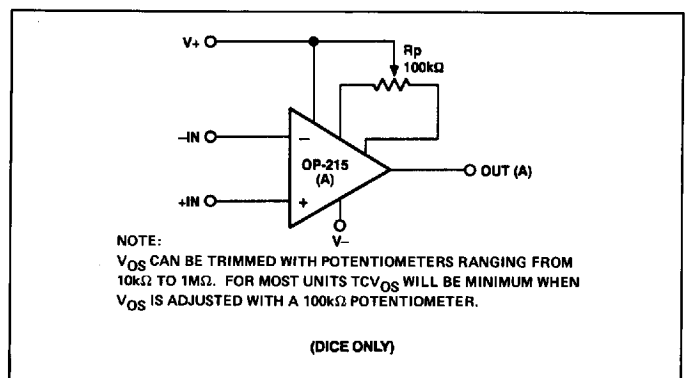 V+
Rp
100kΩ
–IN
–
OP-215
(A)
OUT (A)
+IN
+
V–
NOTE:
VOS CAN BE TRIMMED WITH POTENTIOMETERS RANGING FROM
10kΩ TO 1MΩ. FOR MOST UNITS TCVOS WILL BE MINIMUM WHEN
VOS IS ADJUSTED WITH A 100kΩ POTENTIOMETER.
(DICE ONLY)